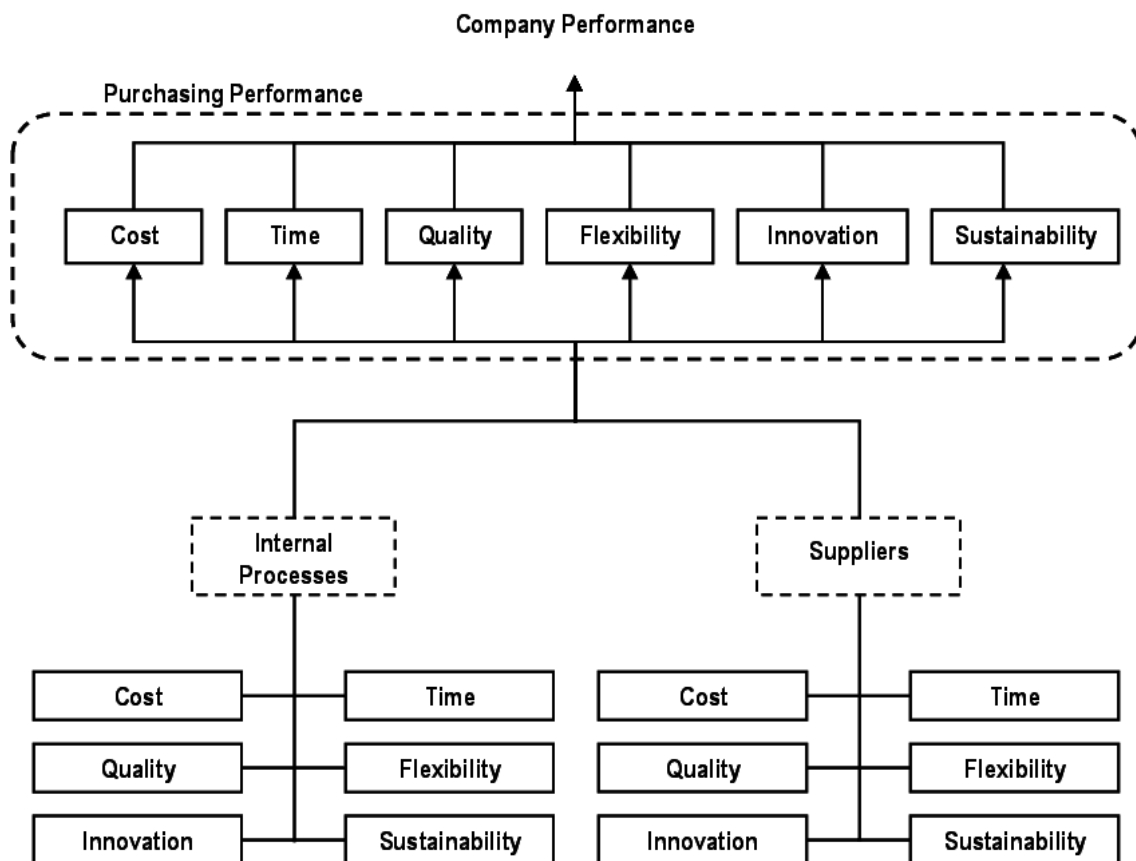 Company Performance
Purchasing Performance
Cost
Time
Quality
Flexibility
Innovation
Sustainability
Internal
Processes
Suppliers
Cost
Time
Quality
Flexibility
Innovation
Sustainability
Cost
Time
Quality
Flexibility
Innovation
Sustainability